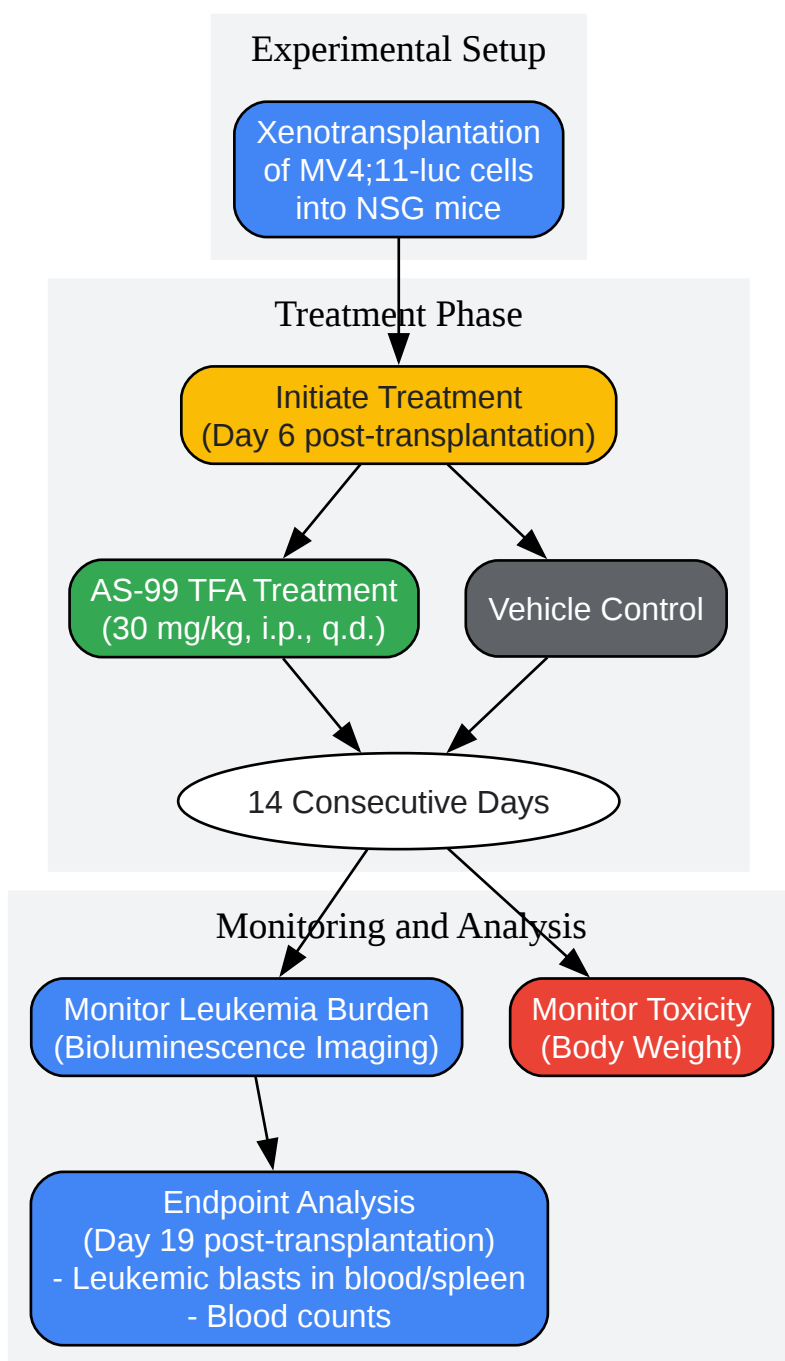 Experimental Setup
Xenotransplantation
of MV4;11-luc cells
into NSG mice
Treatment Phase
Initiate Treatment
(Day 6 post-transplantation)
AS-99 TFA Treatment
(30 mg/kg, i.p., q.d.)
Vehicle Control
14 Consecutive Days
Monitoring and Analysis
Monitor Leukemia Burden
(Bioluminescence Imaging)
Monitor Toxicity
(Body Weight)
Endpoint Analysis
(Day 19 post-transplantation)
- Leukemic blasts in blood/spleen
- Blood counts